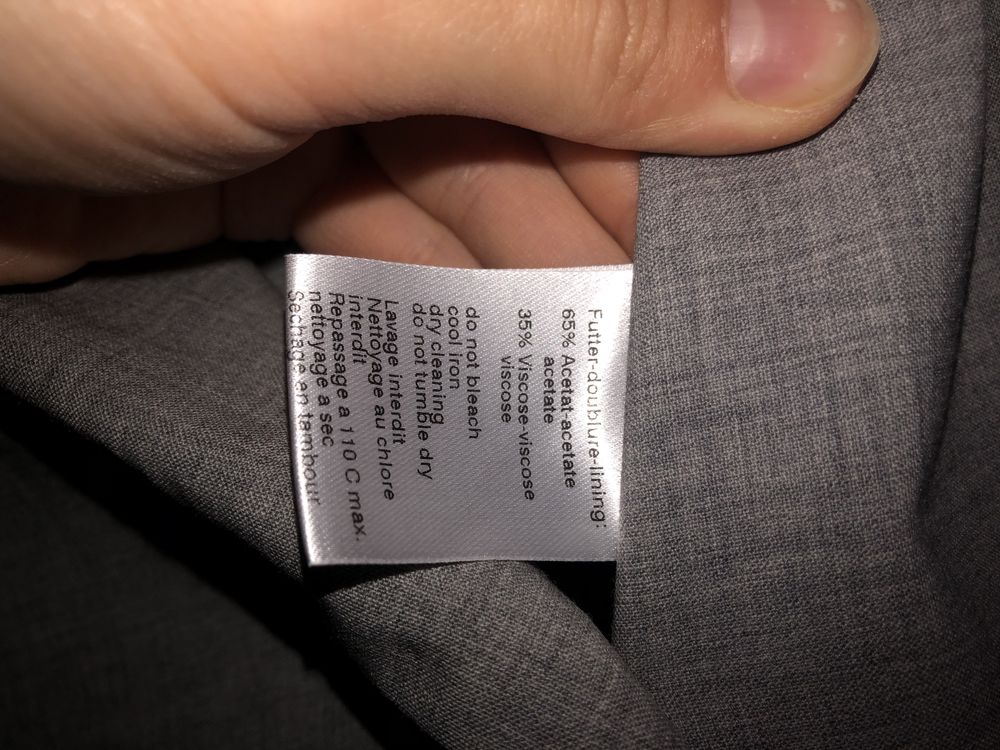 Futter-doublure-lining:
65% Acetat-acetate
acetate
35% Viscose-viscose
viscose
do not bleach
cool iron
dry cleaning
do not tumble dry
Lavage interdit
Nettoyage au chlore
interdit
Repassage a 110 C max.
nettoyage a sec
Sechage en tambour